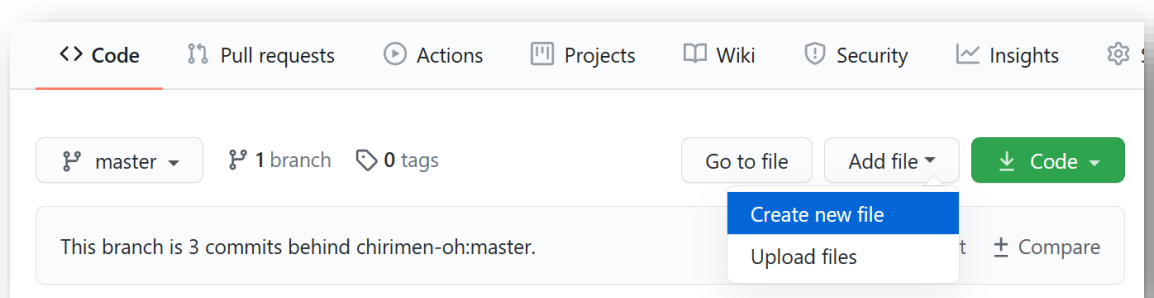 <> Code Pull requests Actions Projects Wiki Security Insights
master 1 branch 0 tags Go to file Add file Code
Create new file
This branch is 3 commits behind chirimen-oh:master. Compare
Upload files